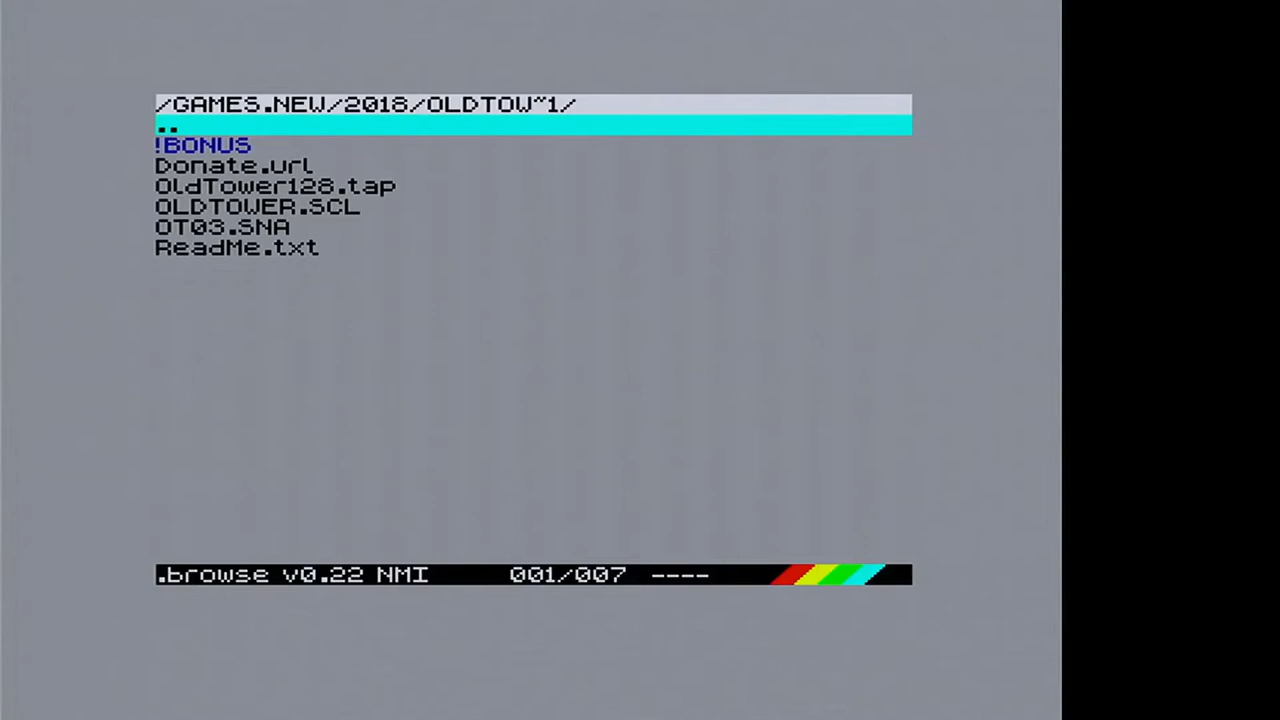 /GAMES.NEW/2018/OLDTOW~1/
..
!BONUS
Donate.url
OldTower128.tap
OLDTOWER.SCL
OT03.SNA
ReadMe.txt
.browse v0.22 NMI 001/007 ----